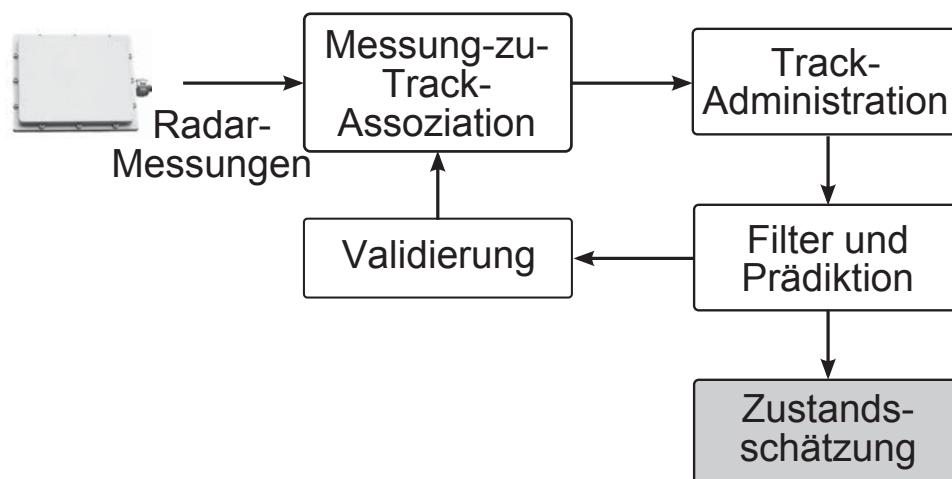 Messung-zu-
Track-
Assoziation
Track-
Administration
Radar-
Messungen
Validierung
Filter und
Prädiktion
Zustands-
schätzung